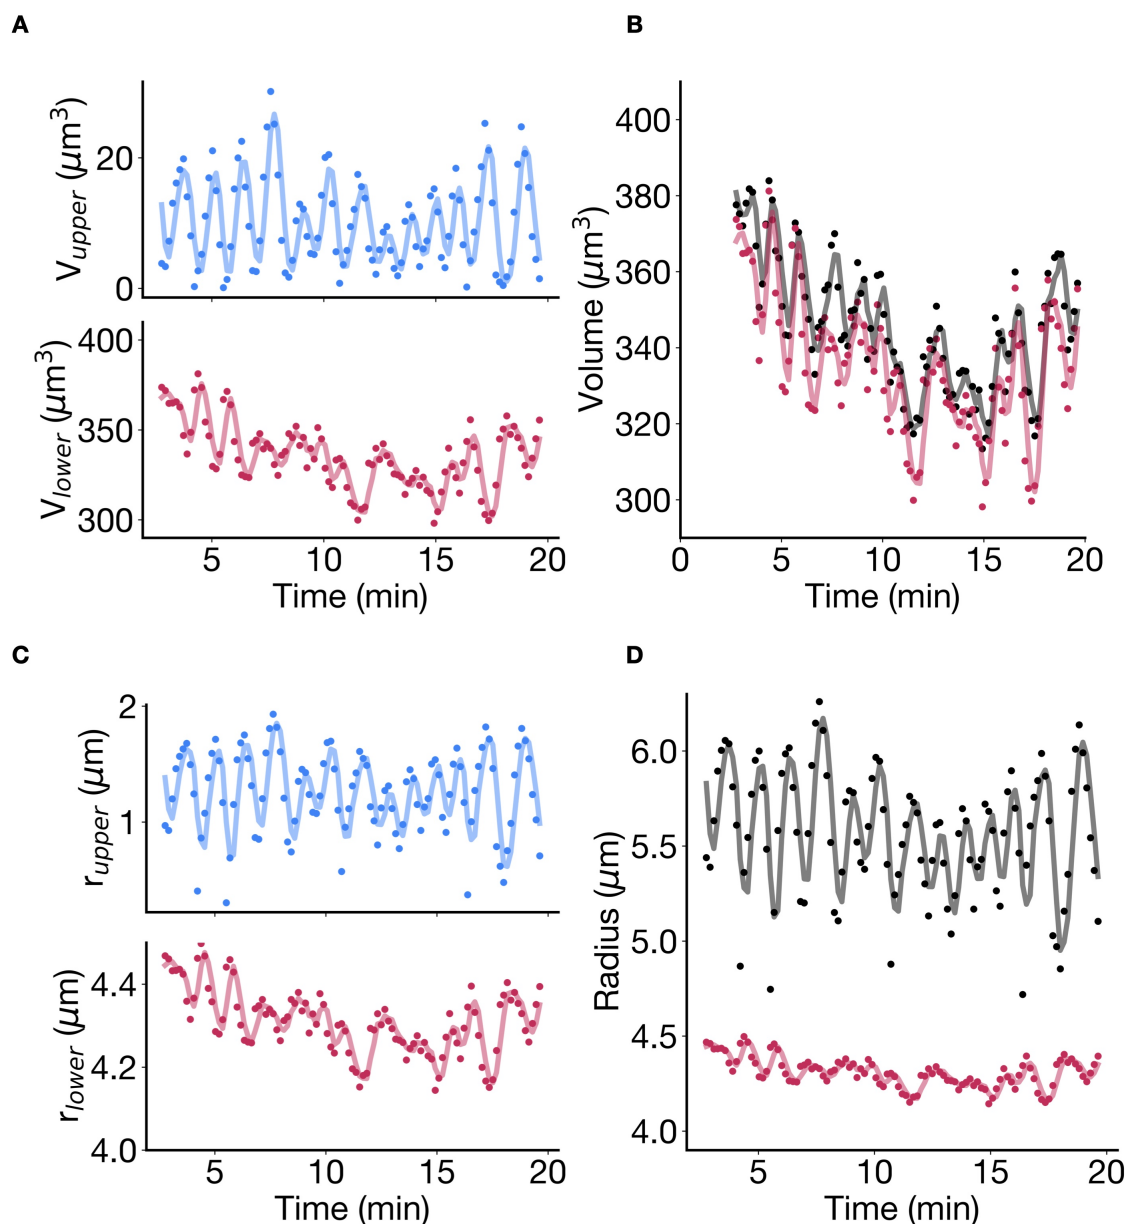 A
V_upper (μm³)
20
0
V_lower (μm³)
400
350
300
5 10 15 20
Time (min)
B
Volume (μm³)
400
380
360
340
320
300
0 5 10 15 20
Time (min)
C
r_upper (μm)
2
1
r_lower (μm)
4.4
4.2
4.0
5 10 15 20
Time (min)
D
Radius (μm)
6.0
5.5
5.0
4.5
4.0
5 10 15 20
Time (min)